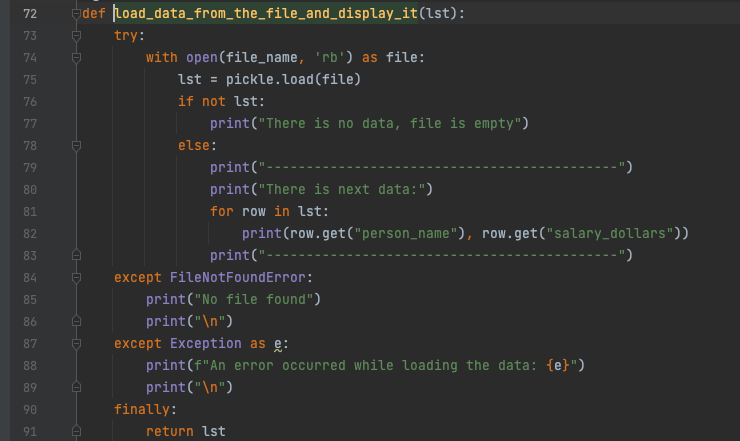 72 def load_data_from_the_file_and_display_it(lst):
73     try:
74         with open(file_name, 'rb') as file:
75             lst = pickle.load(file)
76             if not lst:
77                 print("There is no data, file is empty")
78             else:
79                 print("--------------------------------------------")
80                 print("There is next data:")
81                 for row in lst:
82                     print(row.get("person_name"), row.get("salary_dollars"))
83                 print("--------------------------------------------")
84     except FileNotFoundError:
85         print("No file found")
86         print("\n")
87     except Exception as e:
88         print(f"An error occurred while loading the data: {e}")
89         print("\n")
90     finally:
91         return lst